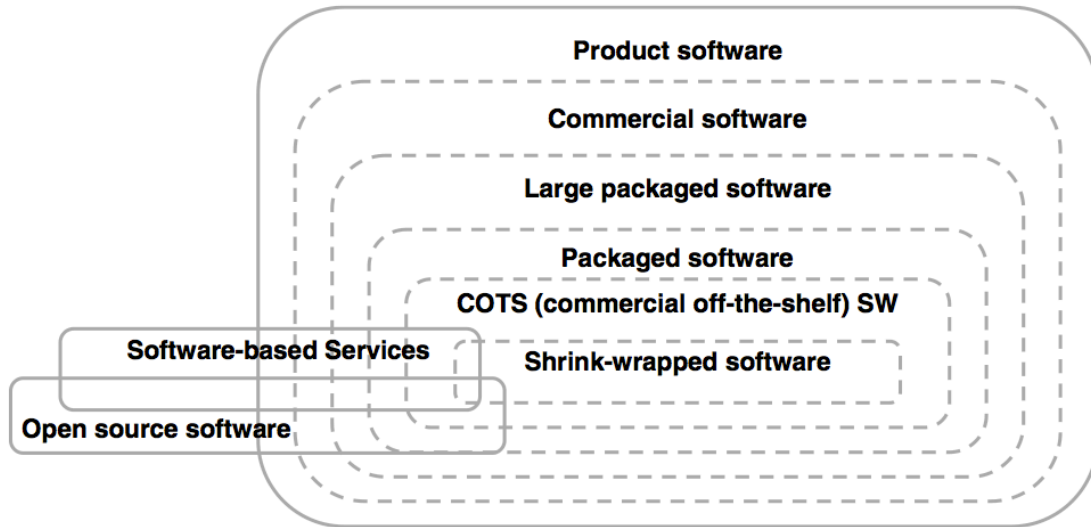 Product software
Commercial software
Large packaged software
Packaged software
COTS (commercial off-the-shelf) SW
Software-based Services
Shrink-wrapped software
Open source software